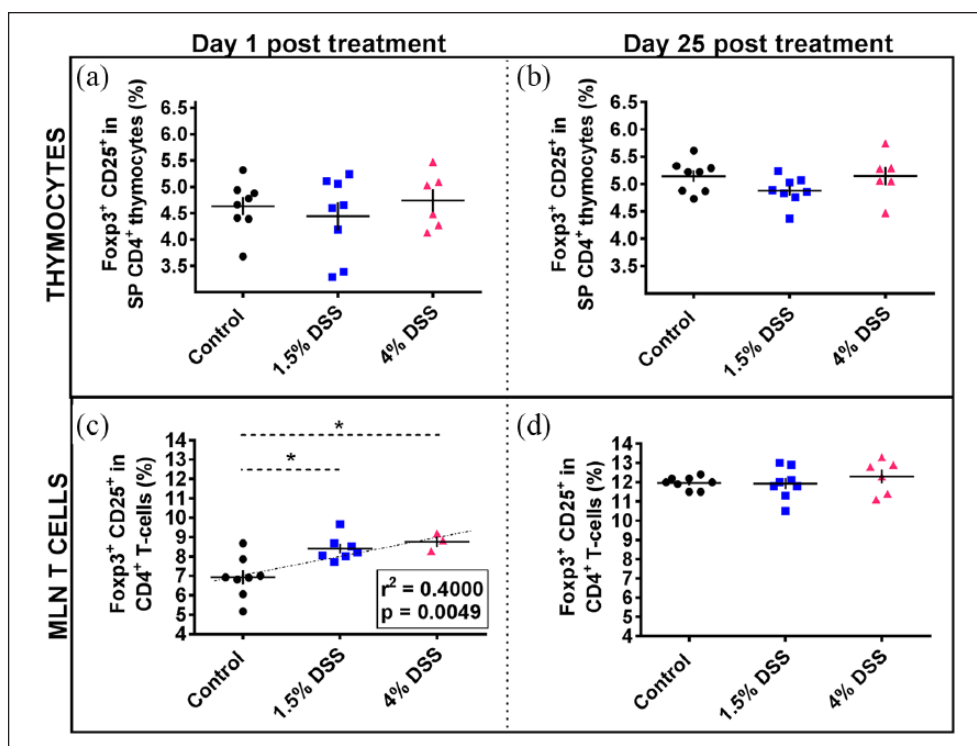 Day 1 post treatment
Day 25 post treatment
THYMOCYTES
(a)
Foxp3⁺ CD25⁺ in
SP CD4⁺ thymocytes (%)
6.5
6.0
5.5
5.0
4.5
4.0
3.5
Control
1.5% DSS
4% DSS
(b)
Foxp3⁺ CD25⁺ in
SP CD4⁺ thymocytes (%)
6.5
6.0
5.5
5.0
4.5
4.0
3.5
Control
1.5% DSS
4% DSS
MLN T CELLS
(c)
Foxp3⁺ CD25⁺ in
CD4⁺ T-cells (%)
14
13
12
11
10
9
8
7
6
5
4
*
*
r² = 0.4000
p = 0.0049
Control
1.5% DSS
4% DSS
(d)
Foxp3⁺ CD25⁺ in
CD4⁺ T-cells (%)
14
13
12
11
10
9
8
7
6
5
4
Control
1.5% DSS
4% DSS